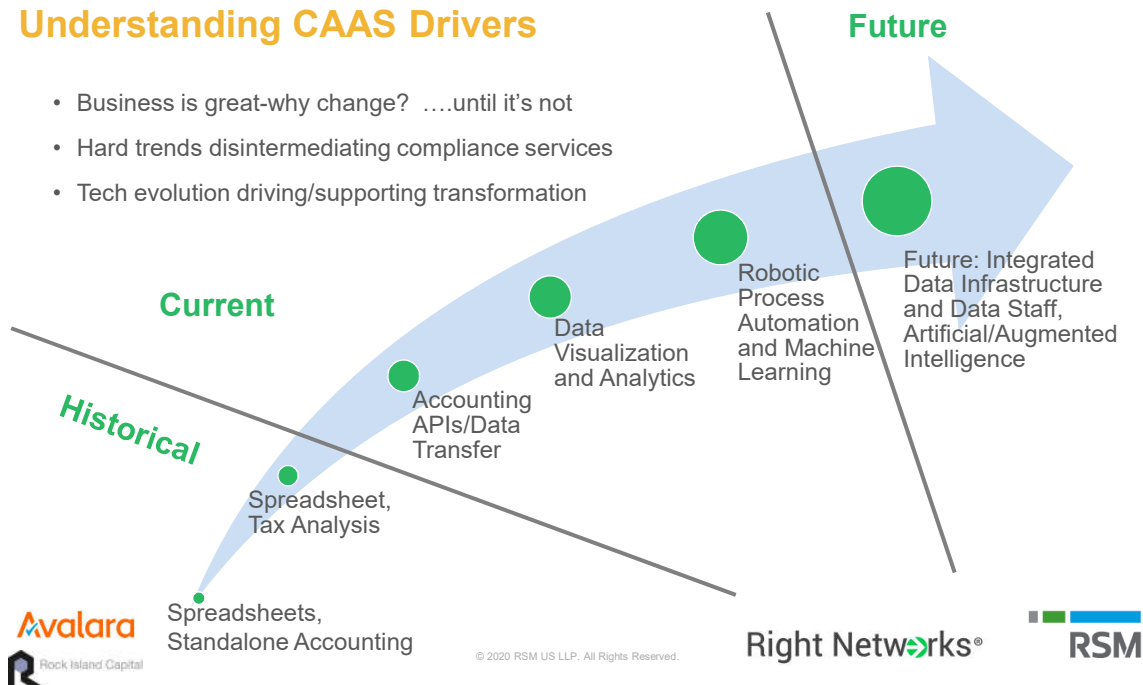 Understanding CAAS Drivers
Future
• Business is great-why change? ….until it's not
• Hard trends disintermediating compliance services
• Tech evolution driving/supporting transformation
Current
Historical
Future: Integrated
Data Infrastructure
and Data Staff,
Artificial/Augmented
Intelligence
Robotic
Process
Automation
and Machine
Learning
Data
Visualization
and Analytics
Accounting
APIs/Data
Transfer
Spreadsheet,
Tax Analysis
Spreadsheets,
Standalone Accounting
Avalara
Rock Island Capital
© 2020 RSM US LLP. All Rights Reserved.
Right Networks®
RSM